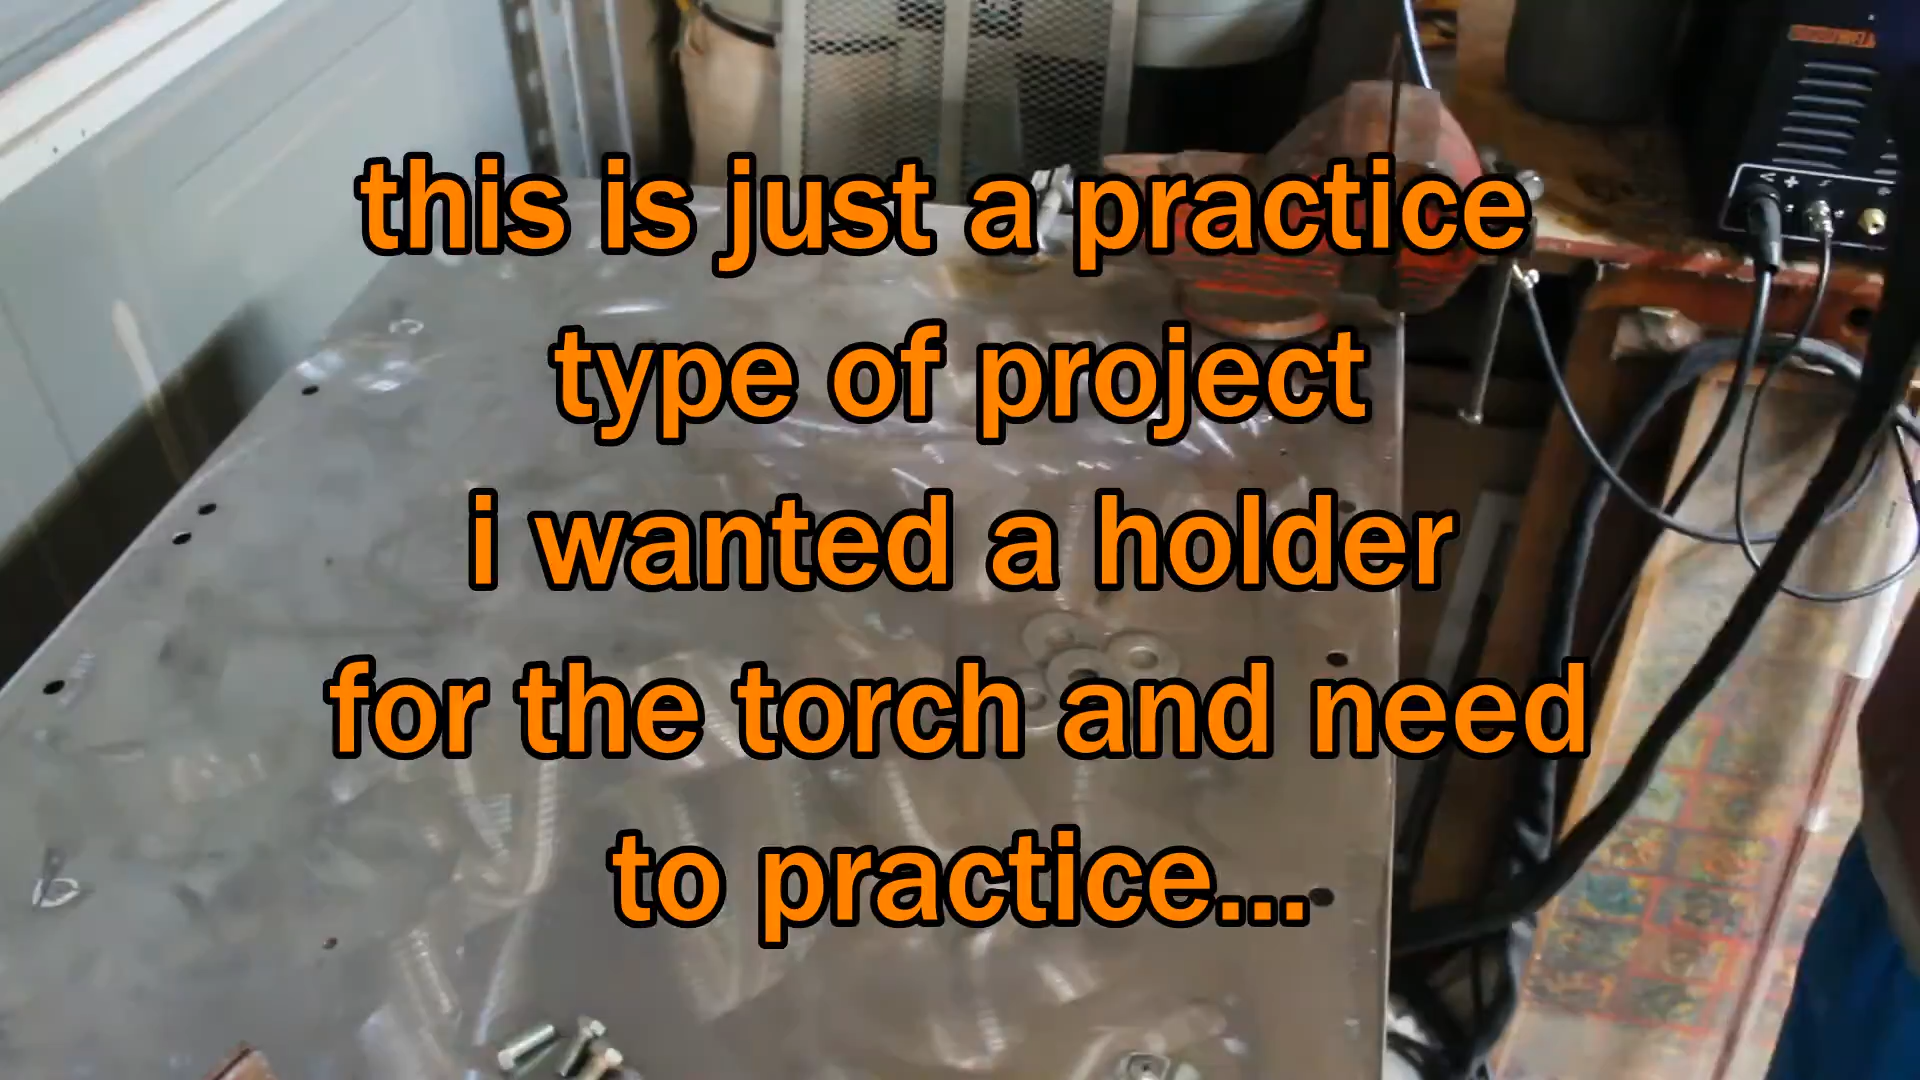 this is just a practice
type of project
i wanted a holder
for the torch and need
to practice...